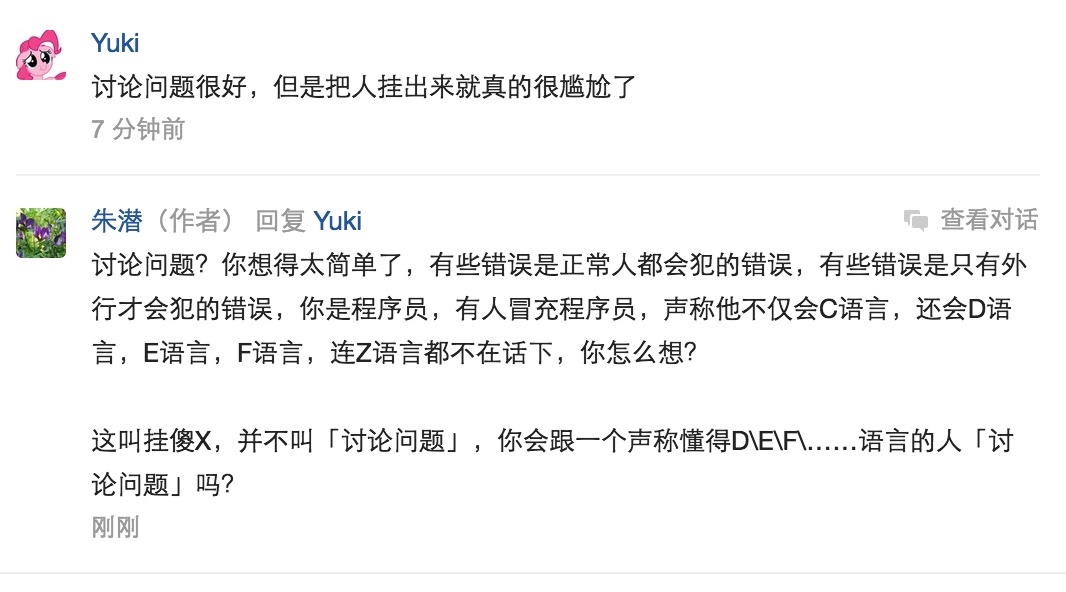 Yuki
讨论问题很好，但是把人挂出来就真的很尴尬了
7 分钟前
朱潜（作者） 回复 Yuki
查看对话
讨论问题？你想得太简单了，有些错误是正常人都会犯的错误，有些错误是只有外
行才会犯的错误，你是程序员，有人冒充程序员，声称他不仅会C语言，还会D语
言，E语言，F语言，连Z语言都不在话下，你怎么想？
这叫挂傻X，并不叫「讨论问题」，你会跟一个声称懂得D\E\F\……语言的人「讨
论问题」吗？
刚刚